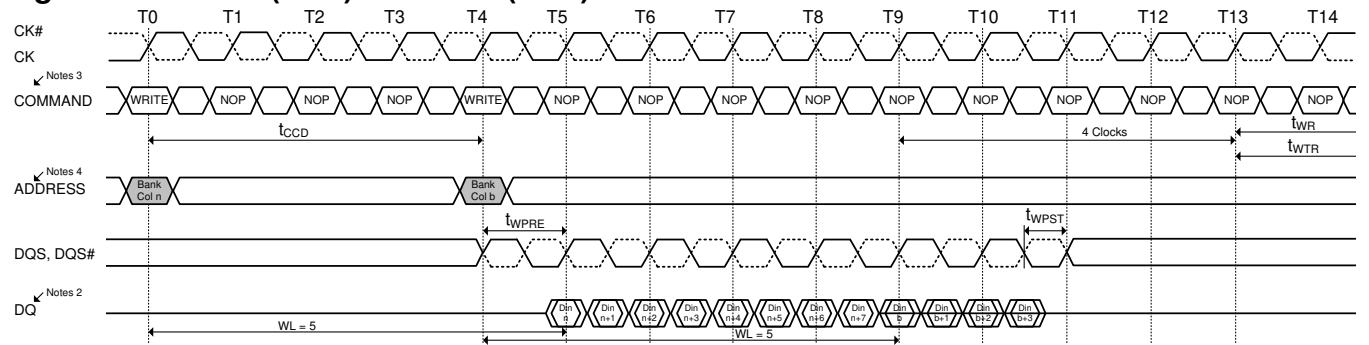 T0 T1 T2 T3 T4 T5 T6 T7 T8 T9 T10 T11 T12 T13 T14
CK#
CK
Notes 3
COMMAND WRITE NOP NOP NOP WRITE NOP NOP NOP NOP NOP NOP NOP NOP NOP NOP
tCCD 4 Clocks tWR
tWTR
Notes 4
ADDRESS Bank Col n Bank Col b
tWPRE tWPST
DQS, DQS#
Notes 2
DQ Din n Din n+1 Din n+2 Din n+3 Din n+4 Din n+5 Din n+6 Din n+7 Din b Din b+1 Din b+2 Din b+3
WL = 5 WL = 5